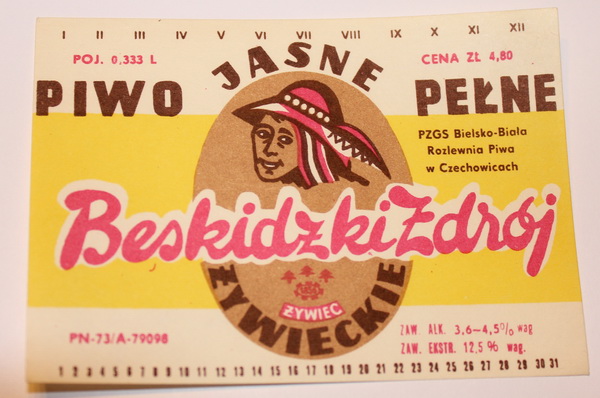 I II III IV V VI VII VIII IX X XI XII
POJ. 0,333 L
CENA ZŁ 4,80
PIWO JASNE PEŁNE
PZGS Bielsko-Biała
Rozlewnia Piwa
w Czechowicach
Beskidzki Zdrój
ŻYWIEC
ŻYWIECKIE
PN-73/A-79098
ZAW. ALK. 3,6-4,5% wag
ZAW. EKSTR. 12,5 % wag.
1 2 3 4 5 6 7 8 9 10 11 12 13 14 15 16 17 18 19 20 21 22 23 24 25 26 27 28 29 30 31